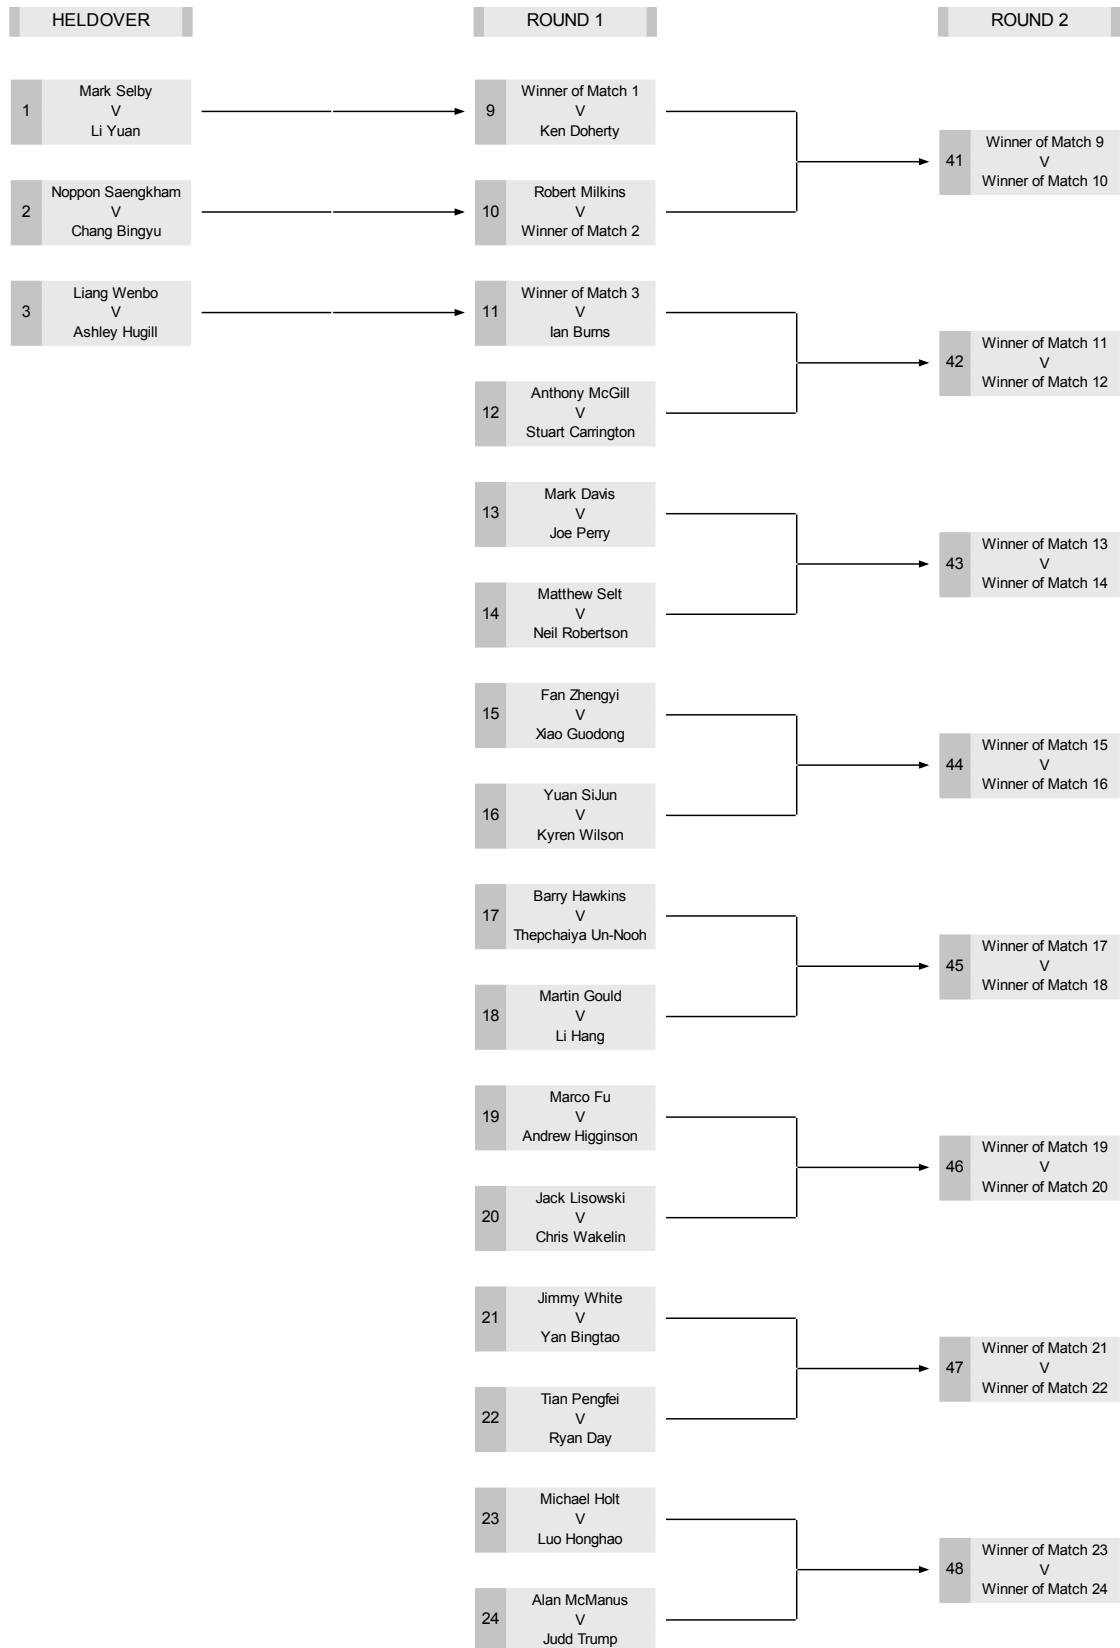 HELDOVER
ROUND 1
ROUND 2
1
Mark Selby
V
Li Yuan
2
Noppon Saengkham
V
Chang Bingyu
3
Liang Wenbo
V
Ashley Hugill
9
Winner of Match 1
V
Ken Doherty
10
Robert Milkins
V
Winner of Match 2
11
Winner of Match 3
V
Ian Burns
12
Anthony McGill
V
Stuart Carrington
13
Mark Davis
V
Joe Perry
14
Matthew Selt
V
Neil Robertson
15
Fan Zhengyi
V
Xiao Guodong
16
Yuan SiJun
V
Kyren Wilson
17
Barry Hawkins
V
Thepchaiya Un-Nooh
18
Martin Gould
V
Li Hang
19
Marco Fu
V
Andrew Higginson
20
Jack Lisowski
V
Chris Wakelin
21
Jimmy White
V
Yan Bingtao
22
Tian Pengfei
V
Ryan Day
23
Michael Holt
V
Luo Honghao
24
Alan McManus
V
Judd Trump
41
Winner of Match 9
V
Winner of Match 10
42
Winner of Match 11
V
Winner of Match 12
43
Winner of Match 13
V
Winner of Match 14
44
Winner of Match 15
V
Winner of Match 16
45
Winner of Match 17
V
Winner of Match 18
46
Winner of Match 19
V
Winner of Match 20
47
Winner of Match 21
V
Winner of Match 22
48
Winner of Match 23
V
Winner of Match 24